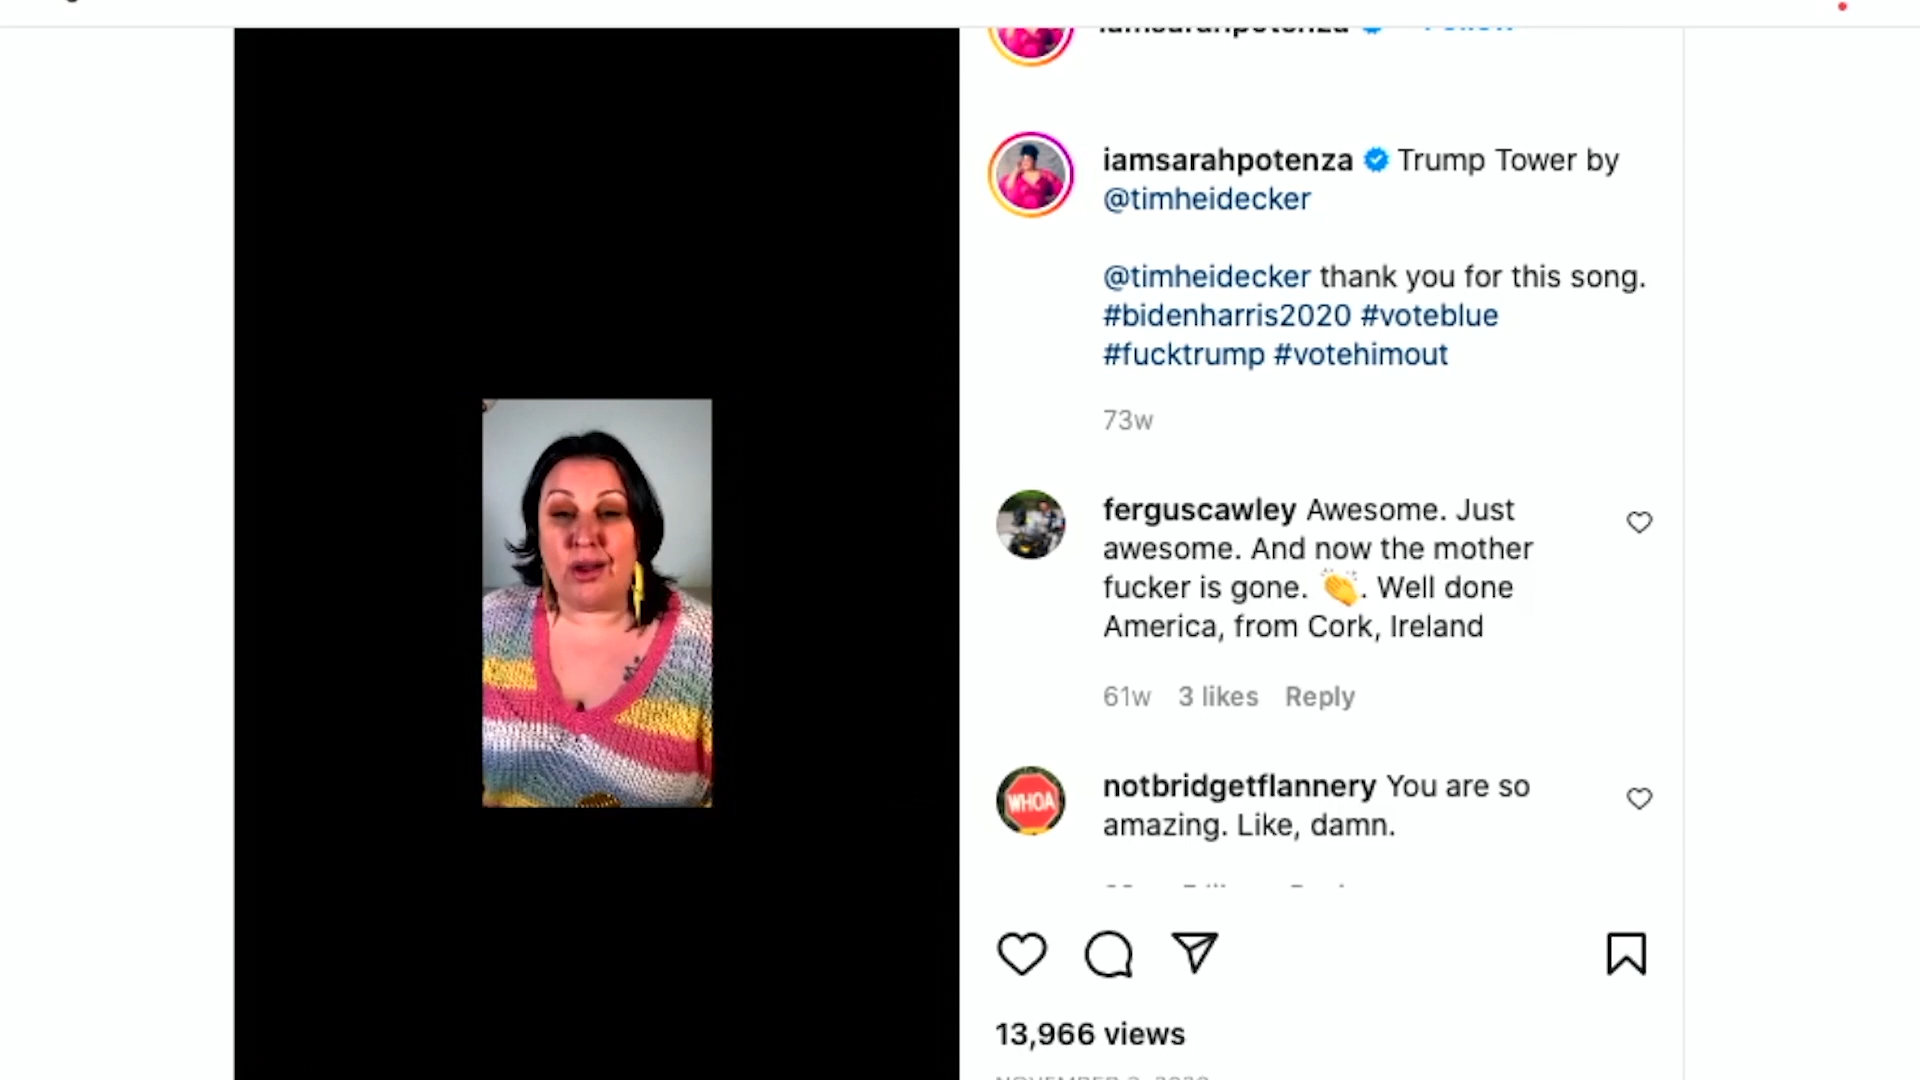 iamsarahpotenza Trump Tower by
@timheidecker
@timheidecker thank you for this song.
#bidenharris2020 #voteblue
#fucktrump #votehimout
73w
ferguscawley Awesome. Just
awesome. And now the mother
fucker is gone. 👏. Well done
America, from Cork, Ireland
61w 3 likes Reply
WHOA
notbridgetflannery You are so
amazing. Like, damn.
13,966 views